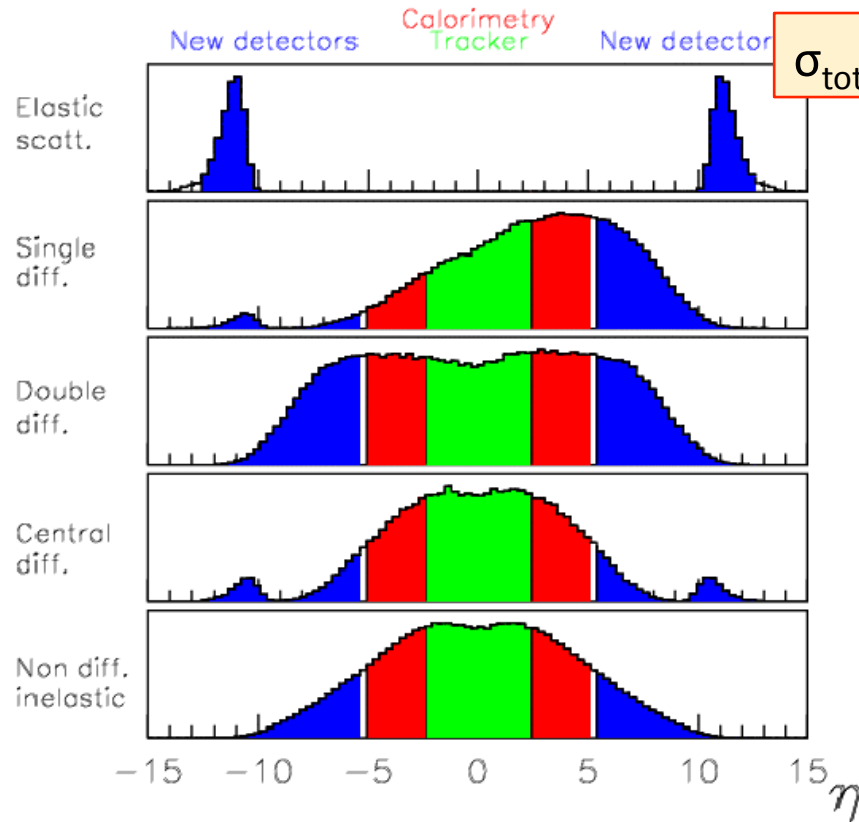 Calorimetry
New detectors Tracker New detector
σtot
Elastic
scatt.
Single
diff.
Double
diff.
Central
diff.
Non diff.
inelastic
−15 −10 −5 0 5 10 15
η